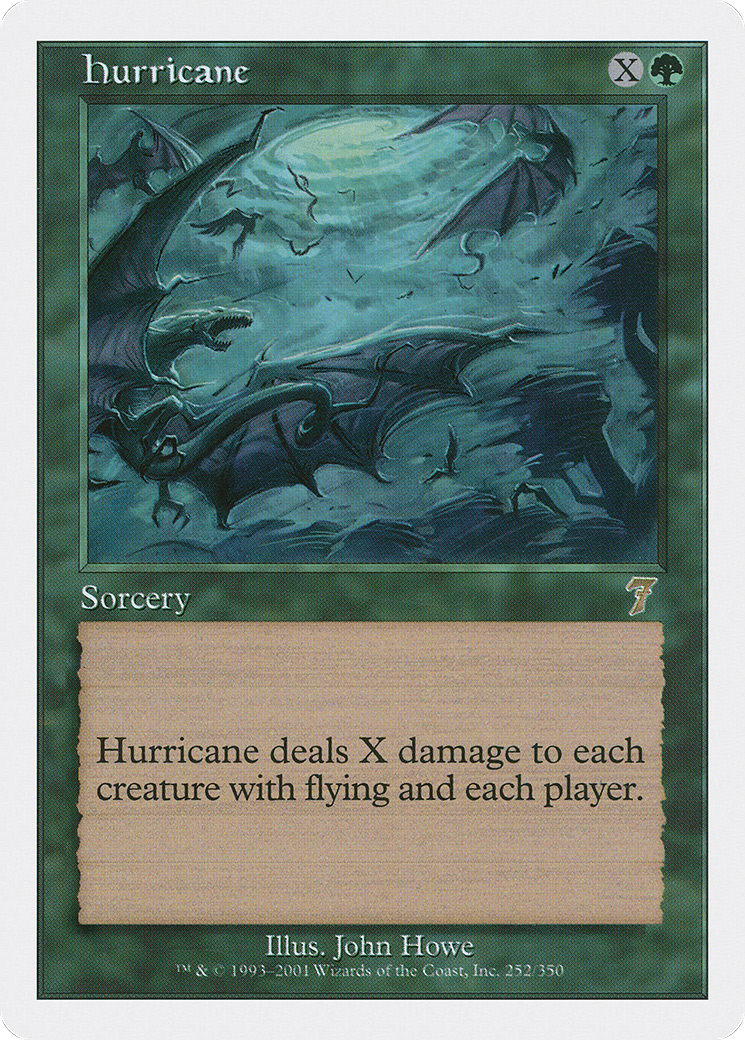 Hurricane X
Sorcery 7
Hurricane deals X damage to each
creature with flying and each player.
Illus. John Howe
™ & © 1993–2001 Wizards of the Coast, Inc. 252/350